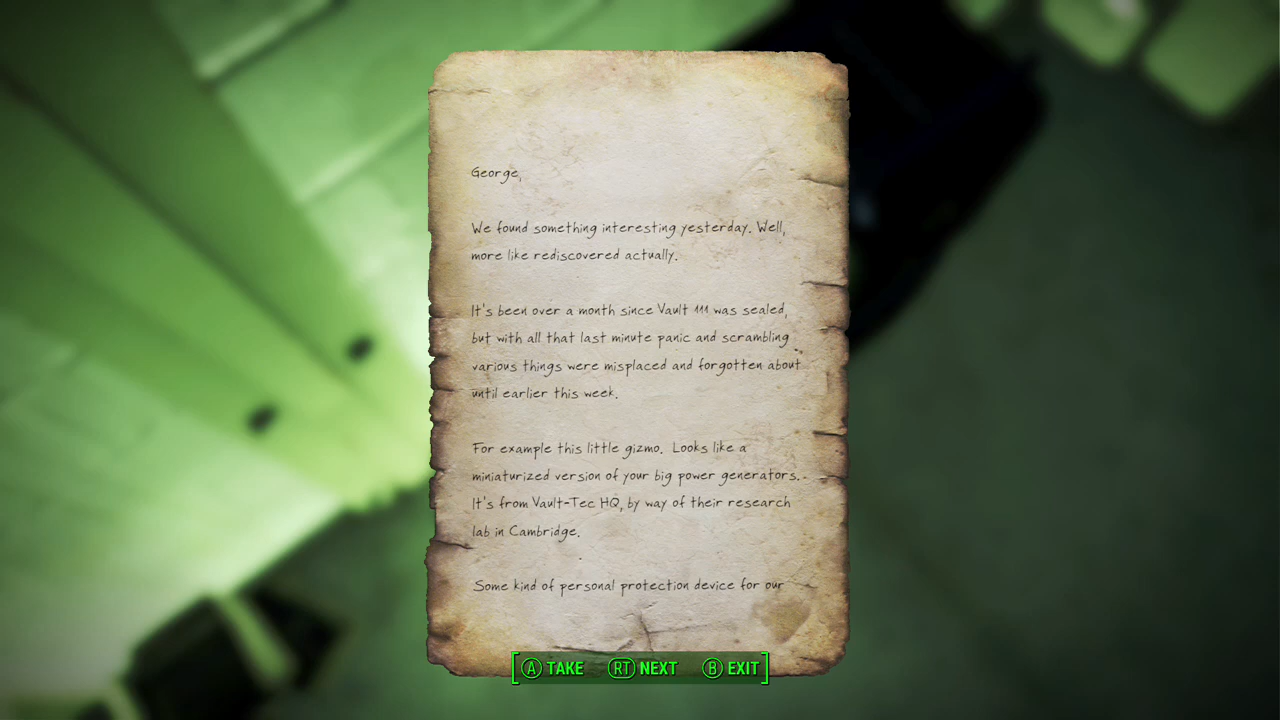 George,
We found something interesting yesterday. Well,
more like rediscovered actually.
It's been over a month since Vault 111 was sealed,
but with all that last minute panic and scrambling
various things were misplaced and forgotten about
until earlier this week.
For example this little gizmo. Looks like a
miniaturized version of your big power generators.
It's from Vault-Tec HQ, by way of their research
lab in Cambridge.
Some kind of personal protection device for our
A TAKE RT NEXT B EXIT